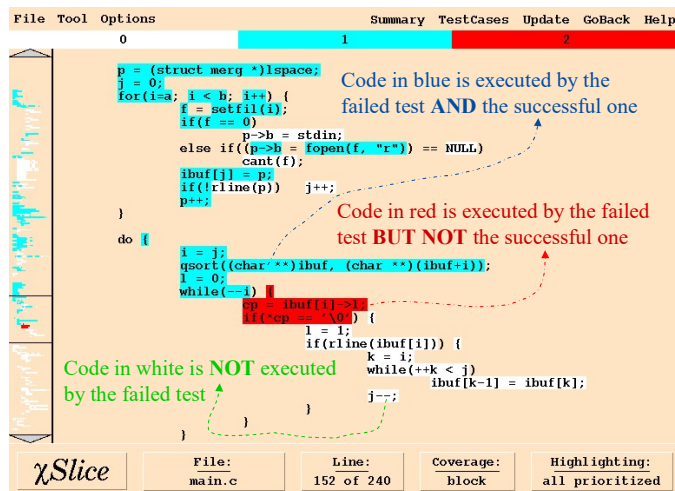 File Tool Options Summary TestCases Update GoBack Help
0 1 2
p = (struct merg *)lspace;
j = 0;
for(i=a; i < b; i++) {
f = setfil(i);
if(f == 0)
p->b = stdin;
else if((p->b = fopen(f, "r")) == NULL)
cant(f);
ibuf[j] = p;
if(!rline(p)) j++;
p++;
}
Code in blue is executed by the
failed test AND the successful one
do {
i = j;
qsort((char **)ibuf, (char **)(ibuf+i));
l = 0;
while(--i) {
cp = ibuf[i]->l;
if(*cp == '\0') {
l = 1;
if(rline(ibuf[i])) {
k = i;
while(++k < j)
ibuf[k-1] = ibuf[k];
j--;
}
}
}
Code in red is executed by the failed
test BUT NOT the successful one
Code in white is NOT executed
by the failed test
χSlice
File:
main.c
Line:
152 of 240
Coverage:
block
Highlighting:
all prioritized